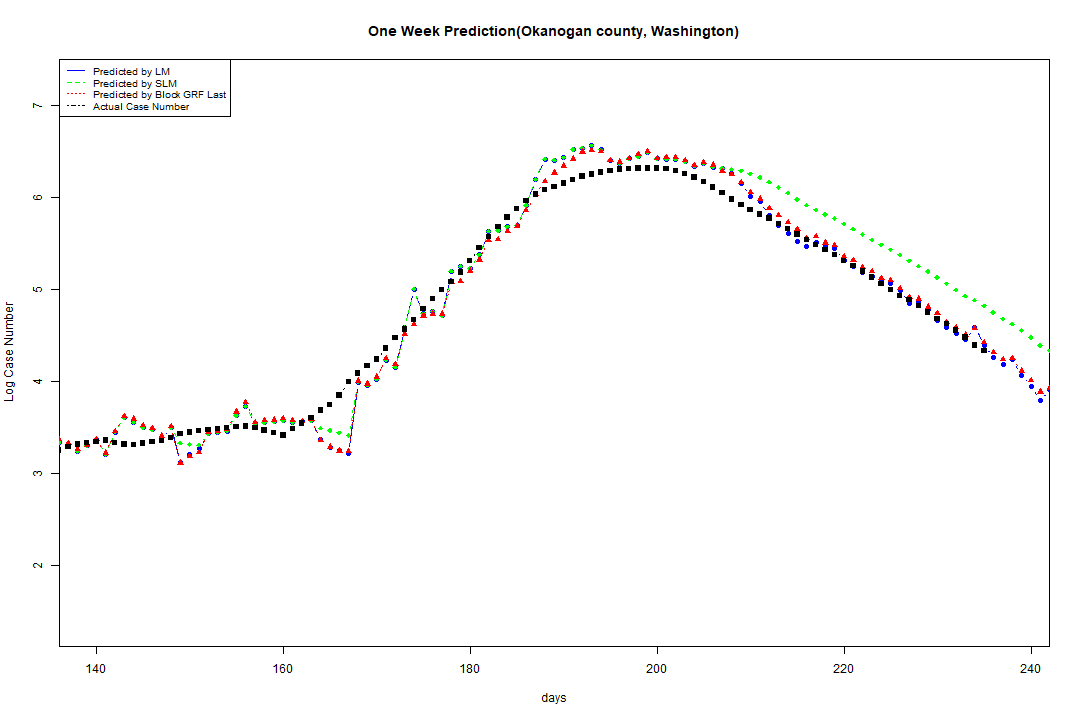 One Week Prediction(Okanogan county, Washington)
Predicted by LM
Predicted by SLM
Predicted by Block GRF Last
Actual Case Number
7
6
5
4
3
2
Log Case Number
140 160 180 200 220 240
days